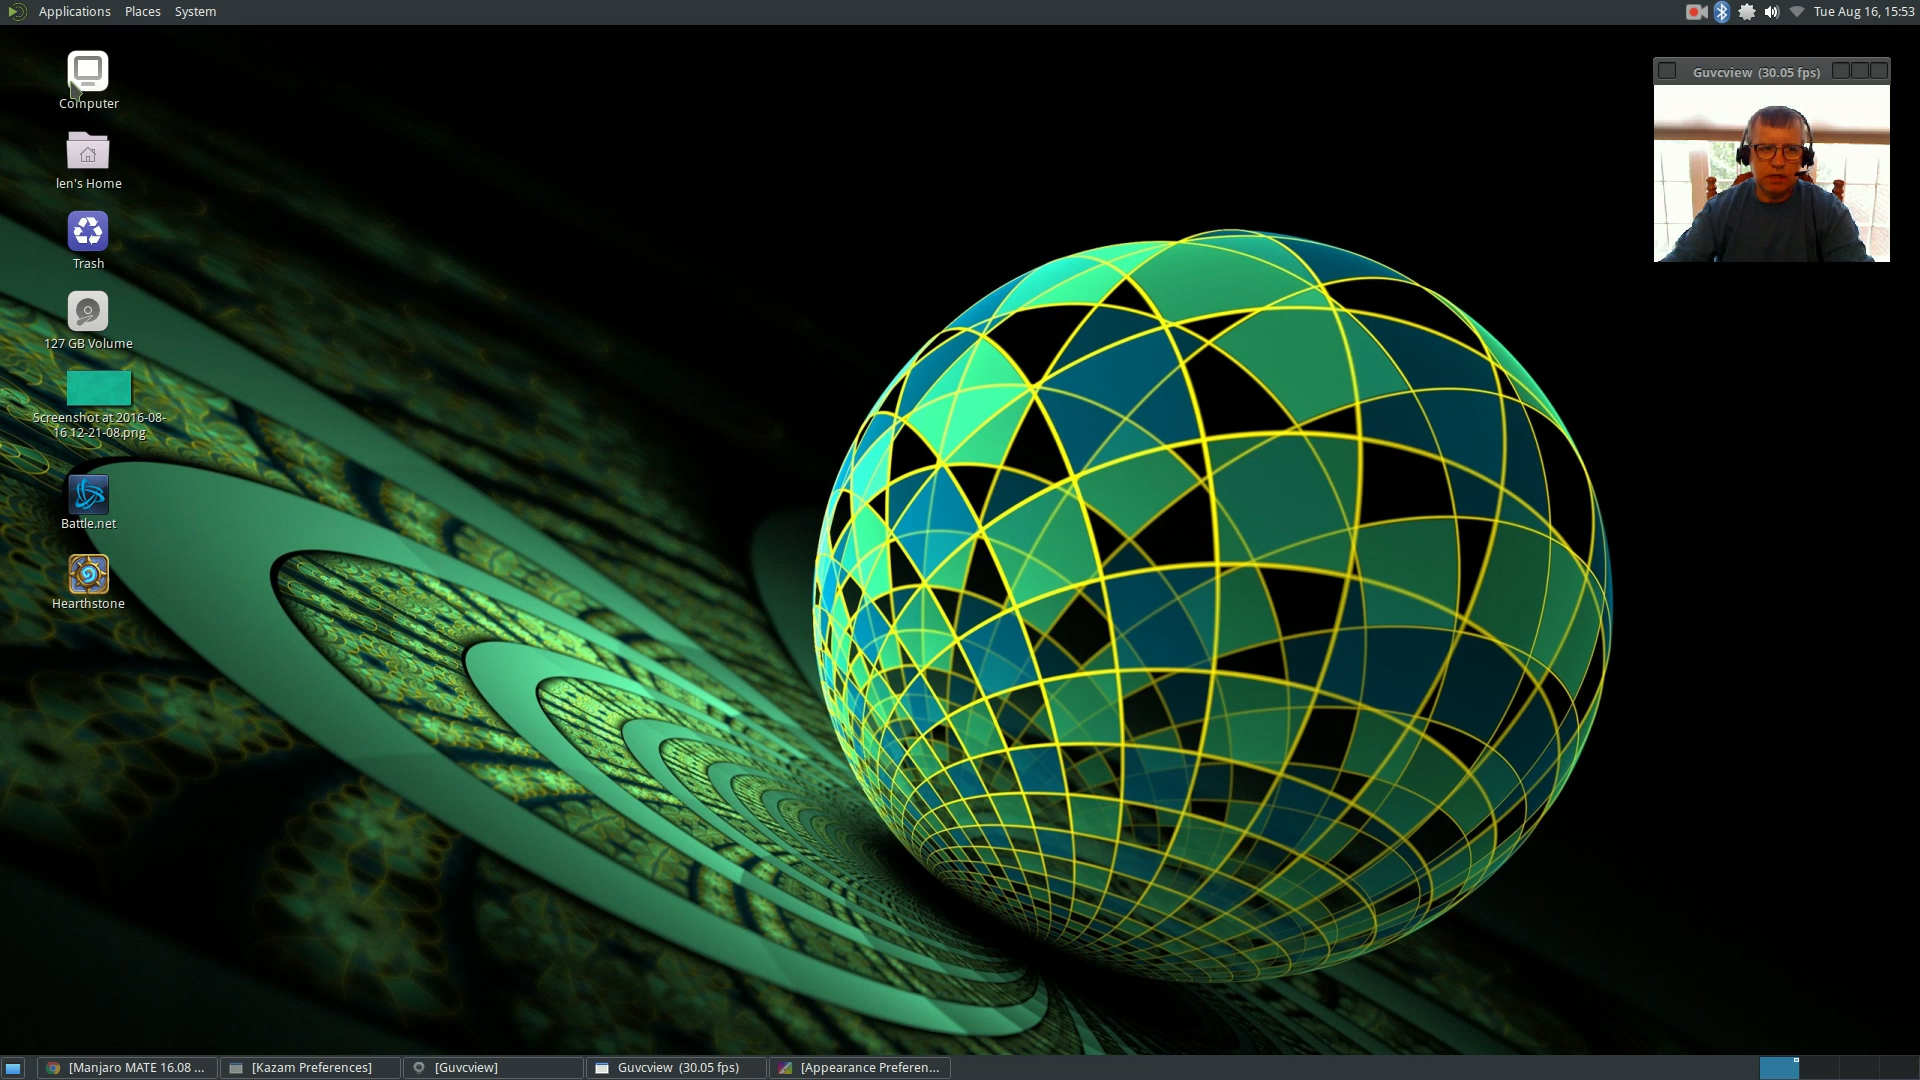 Applications Places System
Tue Aug 16, 15:53
Guvcview (30.05 fps)
Computer
len's Home
Trash
127 GB Volume
Screenshot at 2016-08-
16 12-21-08.png
Battle.net
Hearthstone
[Manjaro MATE 16.08 ... [Kazam Preferences] [Guvcview] Guvcview (30.05 fps) [Appearance Preferen...